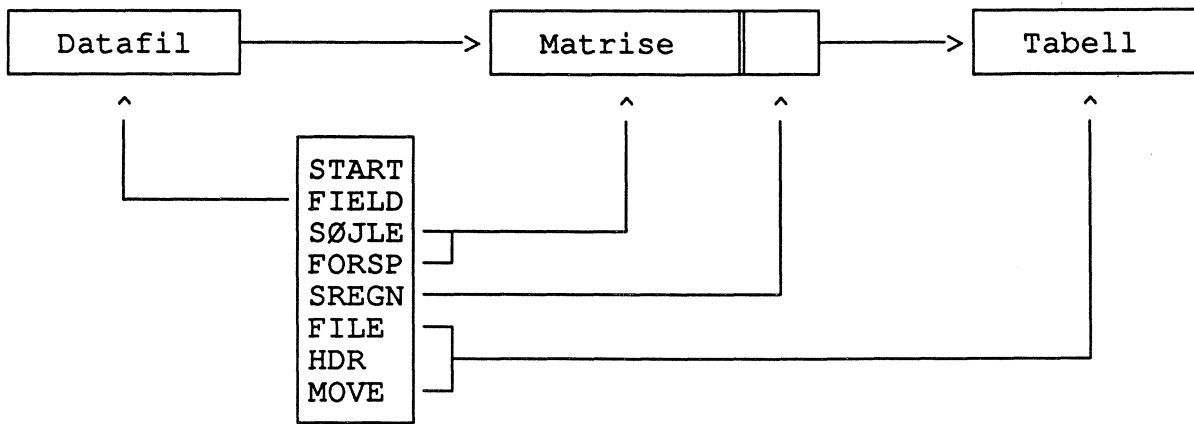 Datafil Matrise Tabell
START
FIELD
SØJLE
FORSP
SREGN
FILE
HDR
MOVE